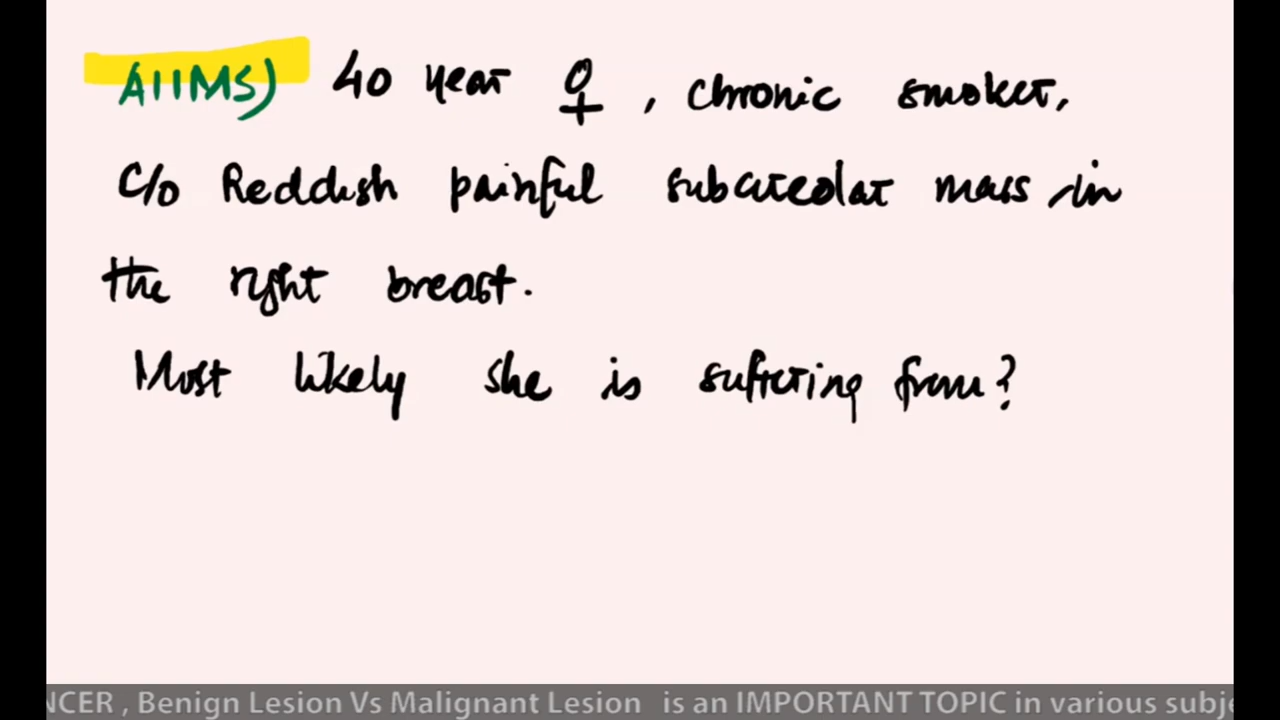 AIIMS) 40 year ♀, chronic smoker,
C/o Reddish painful subareolar mass in
the right breast.
Most likely she is suffering from?
NCER , Benign Lesion Vs Malignant Lesion is an IMPORTANT TOPIC in various subje